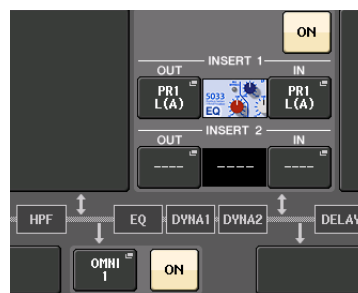 ON
INSERT 1
OUT IN
PR1
L(A)
5033
EQ
PR1
L(A)
INSERT 2
OUT IN
---- ---- ----
HPF EQ DYNA1 DYNA2 DELAY
OMNI
1
ON